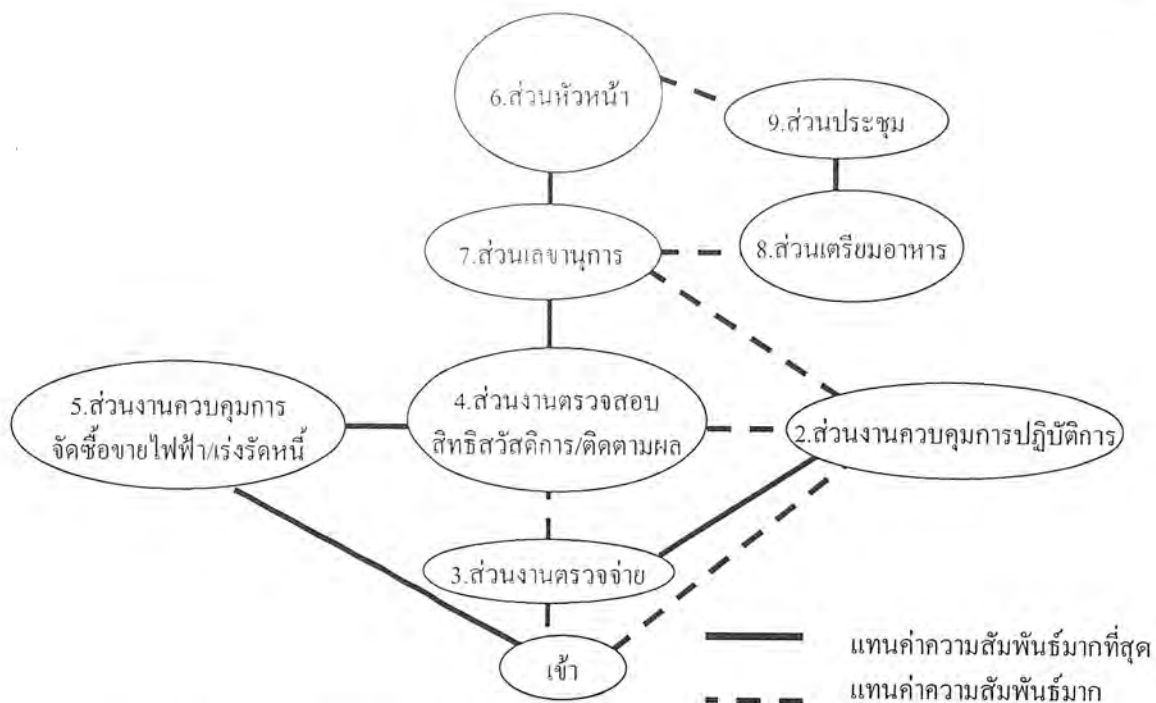 6.ส่วนหัวหน้า
9.ส่วนประชุม
7.ส่วนเลขานุการ
8.ส่วนเตรียมอาหาร
5.ส่วนงานควบคุมการ
จัดซื้อขายไฟฟ้า/เร่งรัดหนี้
4.ส่วนงานตรวจสอบ
สิทธิสวัสดิการ/ติดตามผล
2.ส่วนงานควบคุมการปฏิบัติการ
3.ส่วนงานตรวจจ่าย
เข้า
แทนค่าความสัมพันธ์มากที่สุด
แทนค่าความสัมพันธ์มาก